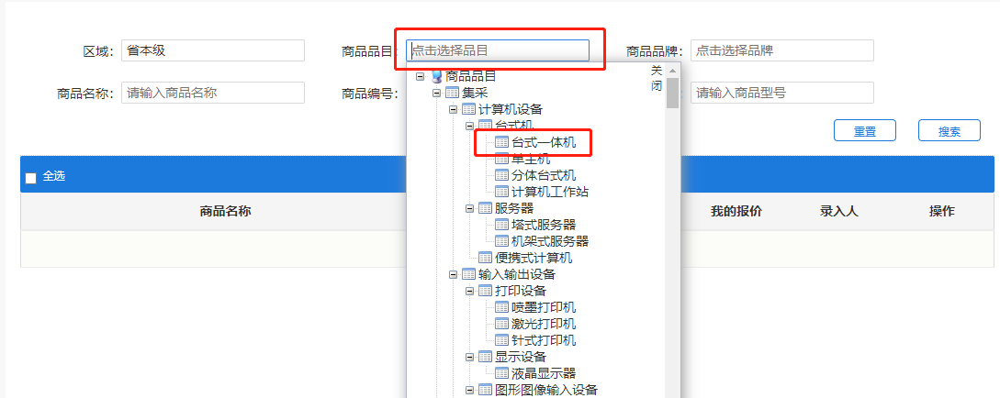 区域： 省本级 商品品目： 点击选择品目 商品品牌： 点击选择品牌
商品名称： 请输入商品名称 商品编号： 请输入商品型号
关闭
商品品目
集采
计算机设备
台式机
台式一体机
单主机
分体台式机
计算机工作站
服务器
塔式服务器
机架式服务器
便携式计算机
输入输出设备
打印设备
喷墨打印机
激光打印机
针式打印机
显示设备
液晶显示器
图形图像输入设备
重置 搜索
全选
商品名称 我的报价 录入人 操作